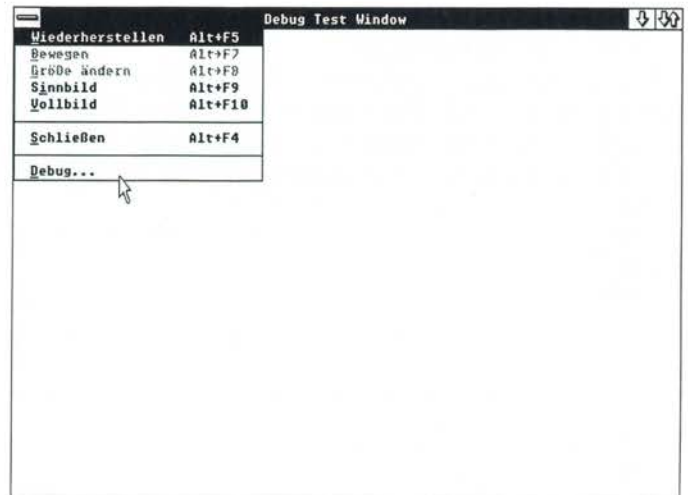 Debug Test Window
Wiederherstellen Alt+F5
Bewegen Alt+F7
Größe ändern Alt+F8
Sinnbild Alt+F9
Vollbild Alt+F10
Schließen Alt+F4
Debug...